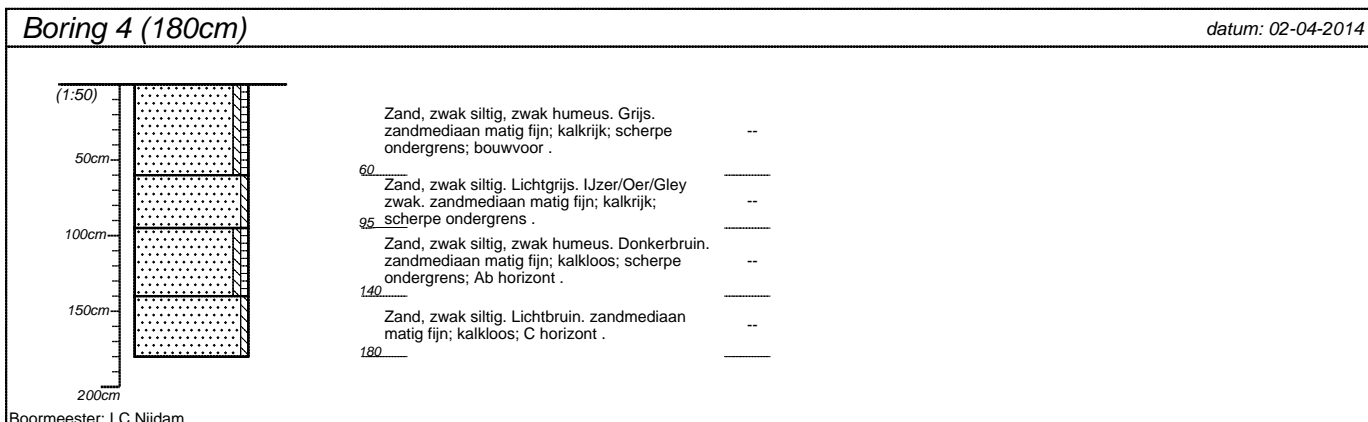 Boring 4 (180cm)
datum: 02-04-2014
(1:50)
50cm
100cm
150cm
200cm
Zand, zwak siltig, zwak humeus. Grijs.
zandmediaan matig fijn; kalkrijk; scherpe
ondergrens; bouwvoor .
--
60
Zand, zwak siltig. Lichtgrijs. IJzer/Oer/Gley
zwak. zandmediaan matig fijn; kalkrijk;
scherpe ondergrens .
--
95
Zand, zwak siltig, zwak humeus. Donkerbruin.
zandmediaan matig fijn; kalkloos; scherpe
ondergrens; Ab horizont .
--
140
Zand, zwak siltig. Lichtbruin. zandmediaan
matig fijn; kalkloos; C horizont .
--
180
Boormeester: J.C.Nijdam